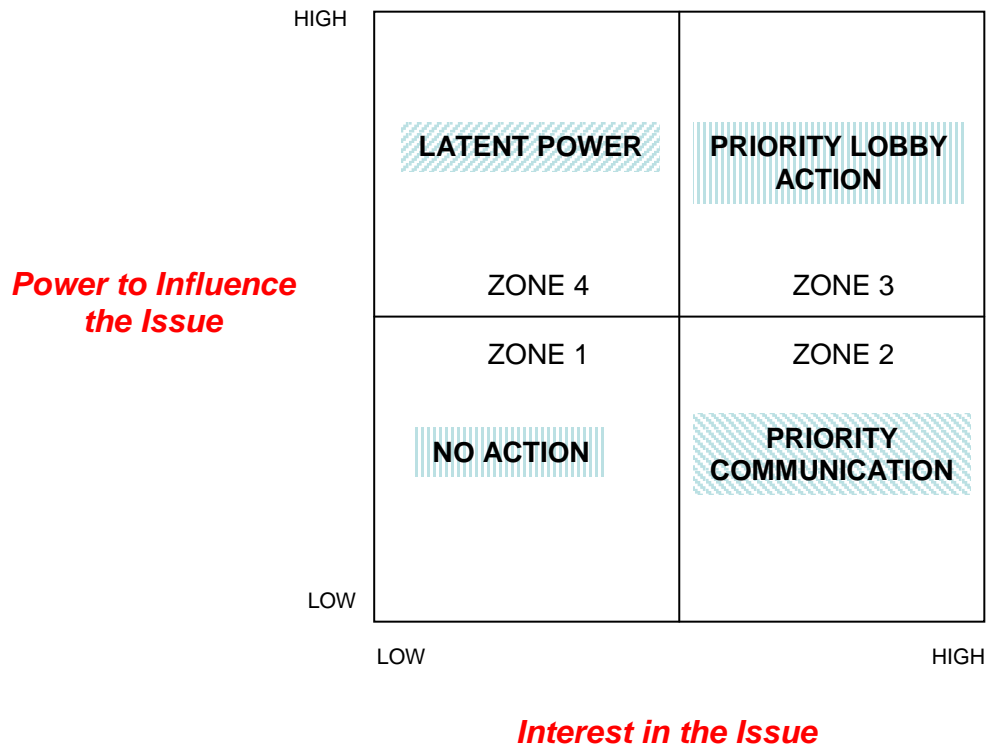 HIGH
LATENT POWER
PRIORITY LOBBY
ACTION
Power to Influence
the Issue
ZONE 4
ZONE 3
ZONE 1
ZONE 2
NO ACTION
PRIORITY
COMMUNICATION
LOW
LOW
HIGH
Interest in the Issue